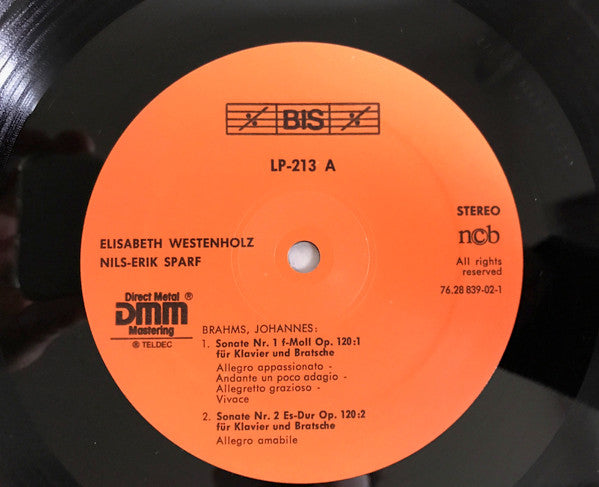 BIS
LP-213 A
STEREO
ncb
All rights
reserved
76.28 839-02-1
ELISABETH WESTENHOLZ
NILS-ERIK SPARF
Direct Metal ®
DMM
Mastering
® TELDEC
BRAHMS, JOHANNES:
1. Sonate Nr. 1 f-Moll Op. 120:1
für Klavier und Bratsche
Allegro appassionato -
Andante un poco adagio -
Allegretto grazioso -
Vivace
2. Sonate Nr. 2 Es-Dur Op. 120:2
für Klavier und Bratsche
Allegro amabile